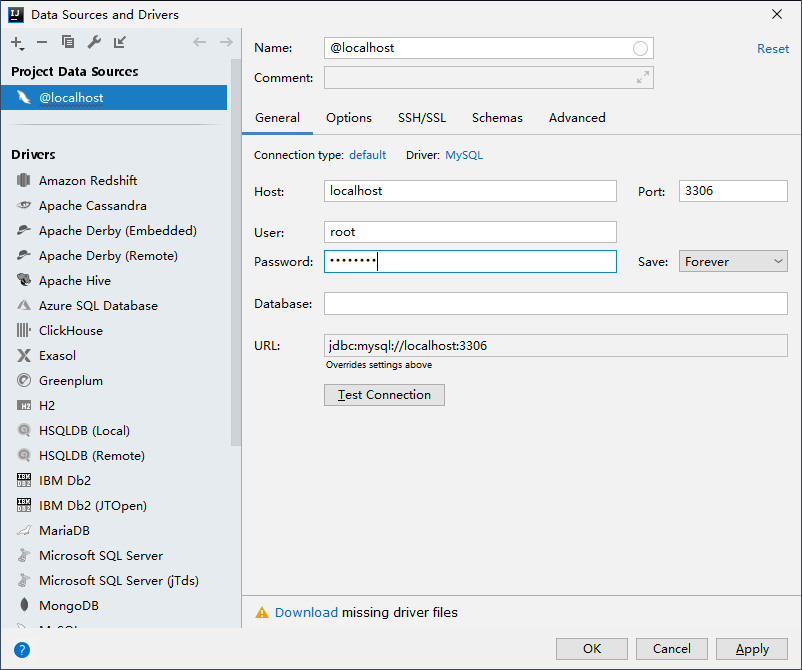 Data Sources and Drivers
Project Data Sources
@localhost
Drivers
Amazon Redshift
Apache Cassandra
Apache Derby (Embedded)
Apache Derby (Remote)
Apache Hive
Azure SQL Database
ClickHouse
Exasol
Greenplum
H2
HSQLDB (Local)
HSQLDB (Remote)
IBM Db2
IBM Db2 (JTOpen)
MariaDB
Microsoft SQL Server
Microsoft SQL Server (jTds)
MongoDB
Name: @localhost Reset
Comment:
General Options SSH/SSL Schemas Advanced
Connection type: default Driver: MySQL
Host: localhost Port: 3306
User: root
Password: •••••••• Save: Forever
Database:
URL: jdbc:mysql://localhost:3306
Overrides settings above
Test Connection
Download missing driver files
OK Cancel Apply